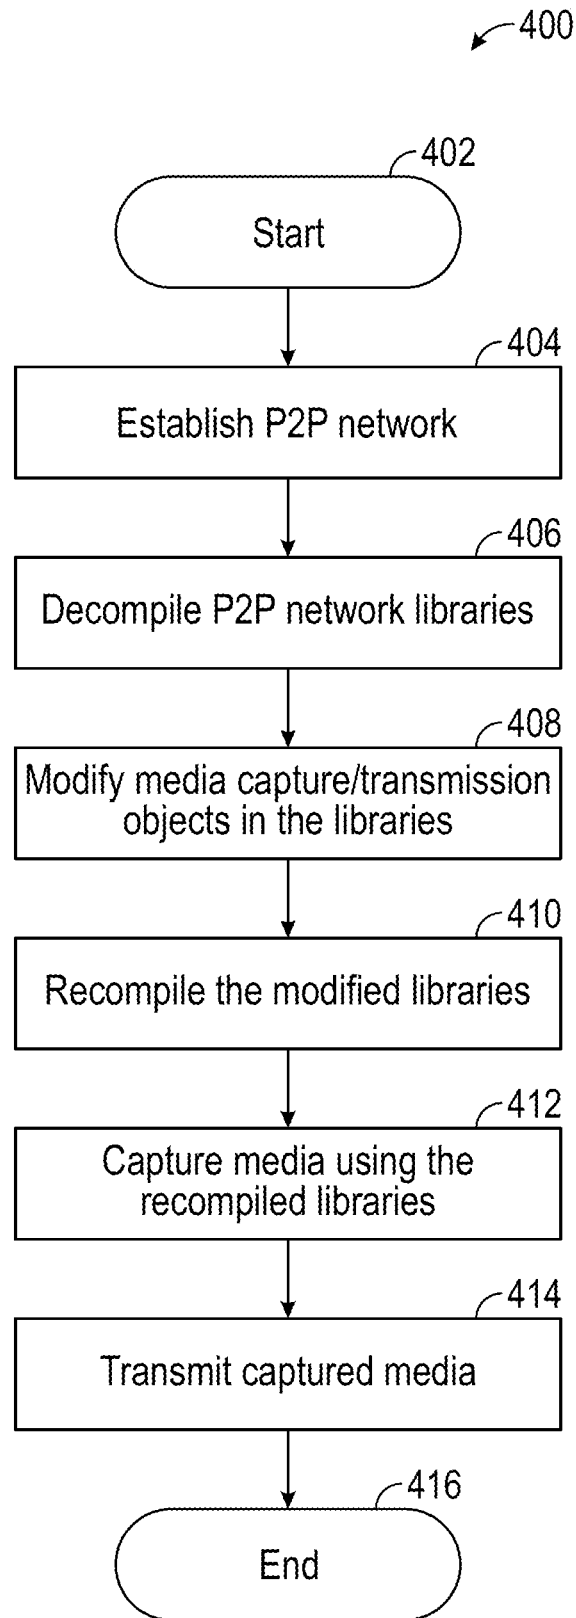 400
402
Start
404
Establish P2P network
406
Decompile P2P network libraries
408
Modify media capture/transmission
objects in the libraries
410
Recompile the modified libraries
412
Capture media using the
recompiled libraries
414
Transmit captured media
416
End